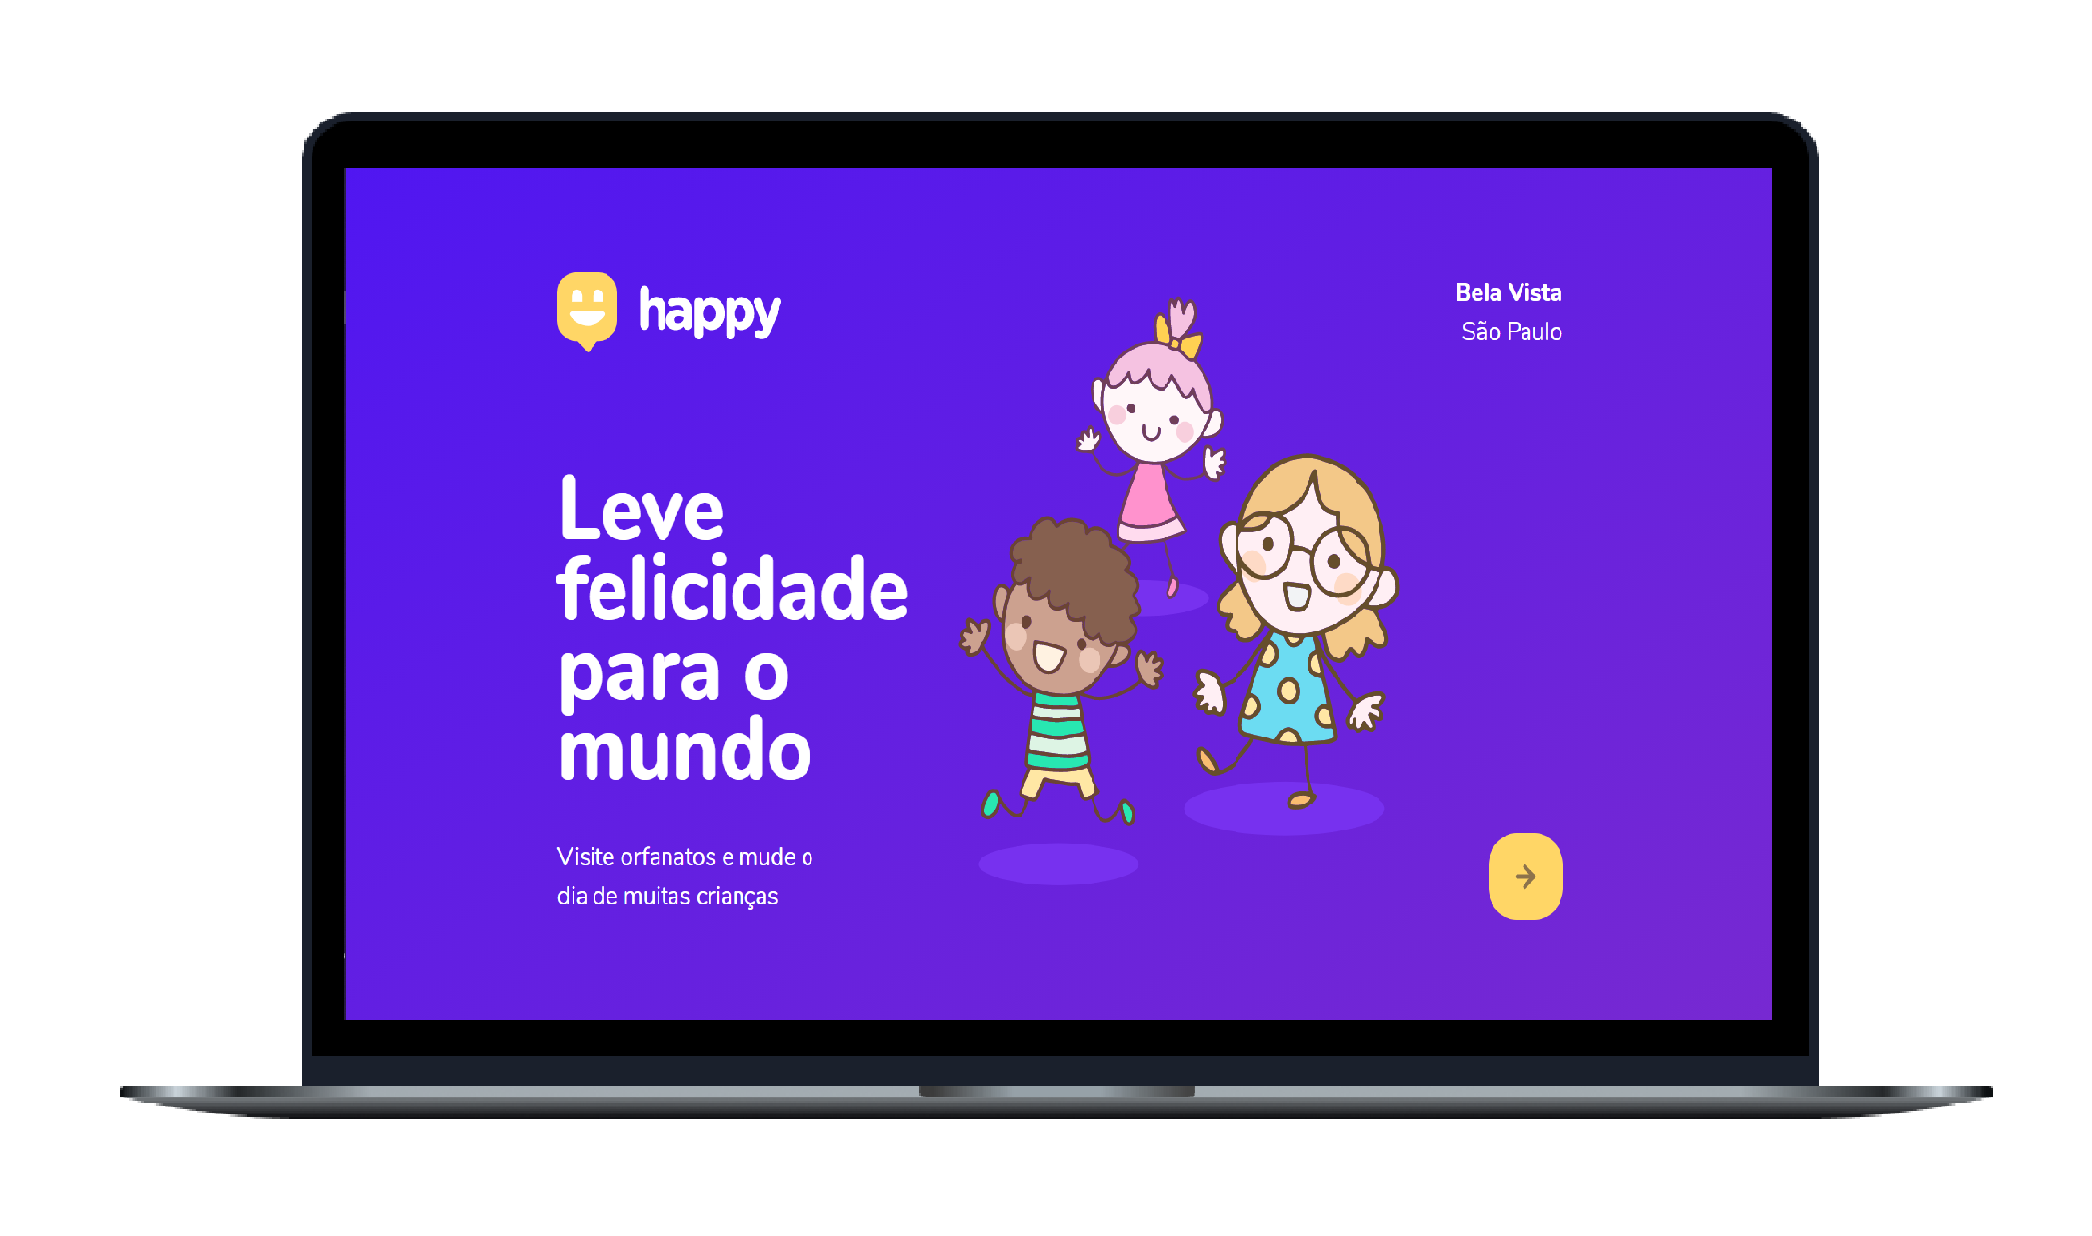 happy
Bela Vista
São Paulo
Leve
felicidade
para o
mundo
Visite orfanatos e mude o
dia de muitas crianças